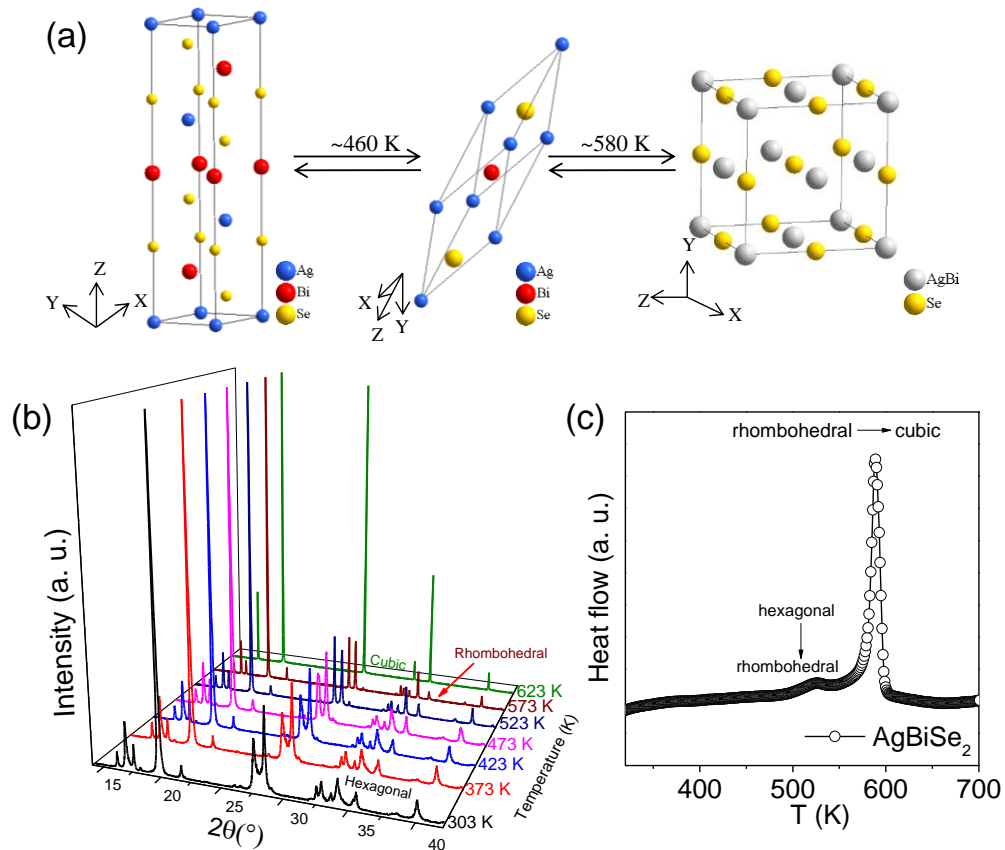 (a)
~460 K
~580 K
Z
Y
X
Ag
Bi
Se
X
Z
Y
Ag
Bi
Se
Y
Z
X
AgBi
Se
(b)
Intensity (a. u.)
Cubic
Rhombohedral
Hexagonal
623 K
573 K
523 K
473 K
423 K
373 K
303 K
Temperature (K)
15
20
25
30
35
40
2θ(°)
(c)
rhombohedral → cubic
hexagonal
rhombohedral
AgBiSe₂
Heat flow (a. u.)
400
500
600
700
T (K)